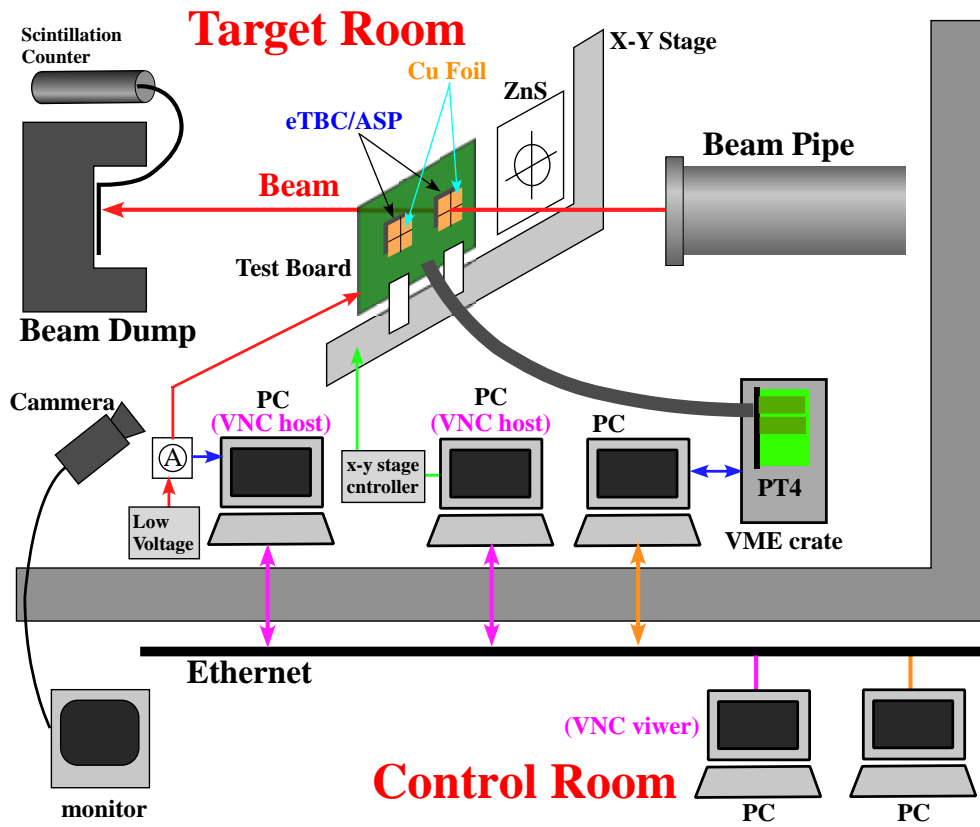 Target Room
Scintillation
Counter
X-Y Stage
Cu Foil
ZnS
eTBC/ASP
Beam Pipe
Beam
Test Board
Beam Dump
Cammera
PC
(VNC host)
PC
(VNC host)
PC
A
x-y stage
cntroller
Low
Voltage
PT4
VME crate
Ethernet
(VNC viwer)
Control Room
monitor
PC
PC